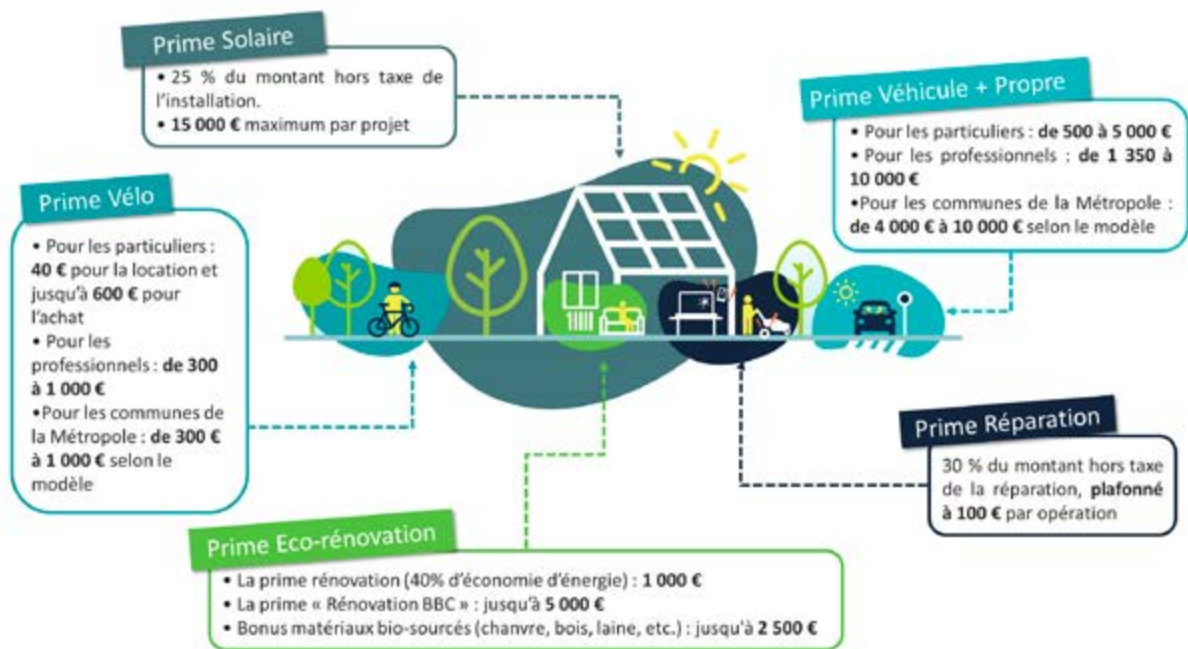 Prime Solaire
• 25 % du montant hors taxe de
l'installation.
• 15 000 € maximum par projet
Prime Véhicule + Propre
• Pour les particuliers : de 500 à 5 000 €
• Pour les professionnels : de 1 350 à
10 000 €
•Pour les communes de la Métropole :
de 4 000 € à 10 000 € selon le modèle
Prime Vélo
• Pour les particuliers :
40 € pour la location et
jusqu'à 600 € pour
l'achat
• Pour les
professionnels : de 300
à 1 000 €
•Pour les communes de
la Métropole : de 300 €
à 1 000 € selon le
modèle
Prime Réparation
30 % du montant hors taxe
de la réparation, plafonné
à 100 € par opération
Prime Eco-rénovation
• La prime rénovation (40% d'économie d'énergie) : 1 000 €
• La prime « Rénovation BBC » : jusqu'à 5 000 €
• Bonus matériaux bio-sourcés (chanvre, bois, laine, etc.) : jusqu'à 2 500 €